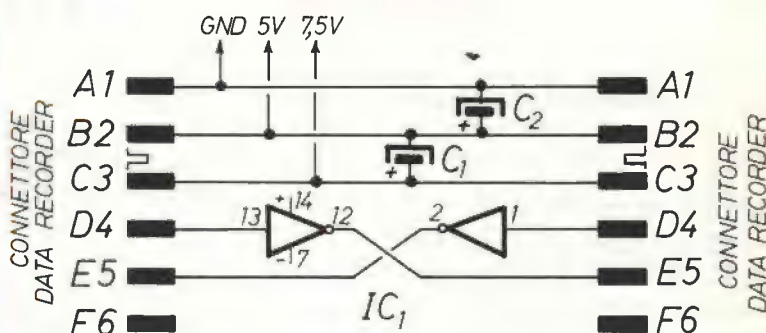 GND 5V 7,5V
A1 A1
C2
+
B2 B2
C1
+
C3 C3
D4 13 + 14 12 2 1 D4
- 7
E5 E5
IC1
F6 F6
CONNETTORE
DATA RECORDER
CONNETTORE
DATA RECORDER